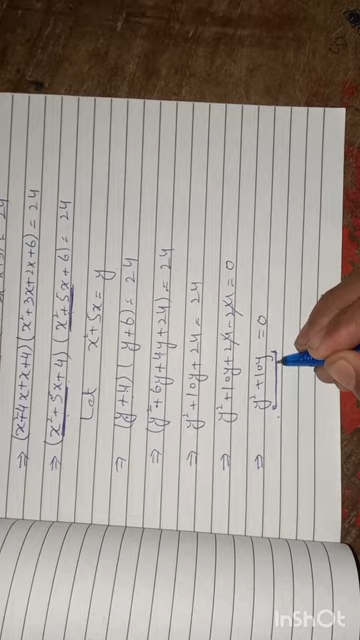 ⇒ (x²+4x+x+4) (x²+3x+2x+6) = 24
⇒ (x²+5x+4) (x²+5x+6) = 24
Let x²+5x = y
⇒ (y+4) (y+6) = 24
⇒ (y²+6y+4y+24) = 24
⇒ y²+10y+24 = 24
⇒ y²+10y+24-24 = 0
⇒ y²+10y = 0
InShOt